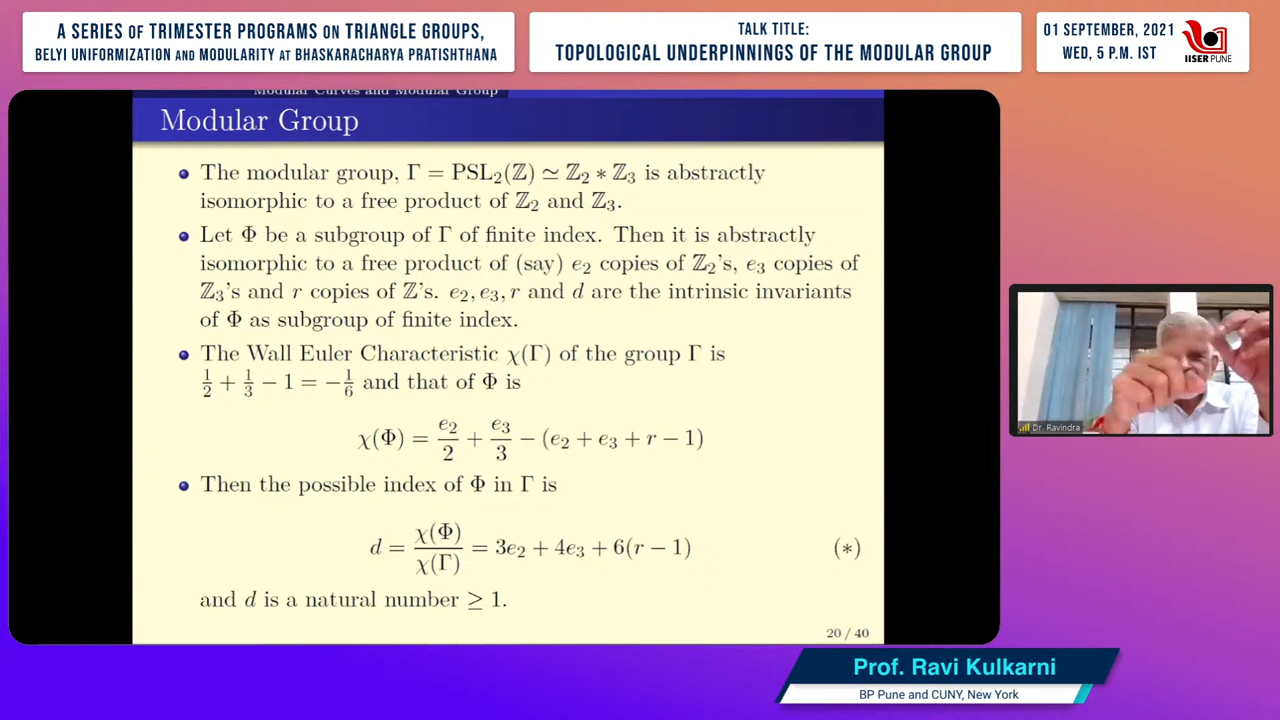 A SERIES OF TRIMESTER PROGRAMS ON TRIANGLE GROUPS,
BELYI UNIFORMIZATION AND MODULARITY AT BHASKARACHARYA PRATISHTHANA
TALK TITLE:
TOPOLOGICAL UNDERPINNINGS OF THE MODULAR GROUP
01 SEPTEMBER, 2021
WED, 5 P.M. IST
IISER PUNE
Modular Curves and Modular Group
Modular Group
• The modular group, Γ = PSL₂(ℤ) ≃ ℤ₂ ∗ ℤ₃ is abstractly
isomorphic to a free product of ℤ₂ and ℤ₃.
• Let Φ be a subgroup of Γ of finite index. Then it is abstractly
isomorphic to a free product of (say) e₂ copies of ℤ₂'s, e₃ copies of
ℤ₃'s and r copies of ℤ's. e₂, e₃, r and d are the intrinsic invariants
of Φ as subgroup of finite index.
• The Wall Euler Characteristic χ(Γ) of the group Γ is
1/2 + 1/3 − 1 = −1/6 and that of Φ is
χ(Φ) = e₂/2 + e₃/3 − (e₂ + e₃ + r − 1)
• Then the possible index of Φ in Γ is
d = χ(Φ)/χ(Γ) = 3e₂ + 4e₃ + 6(r − 1) (∗)
and d is a natural number ≥ 1.
20 / 40
Dr. Ravindra
Prof. Ravi Kulkarni
BP Pune and CUNY, New York